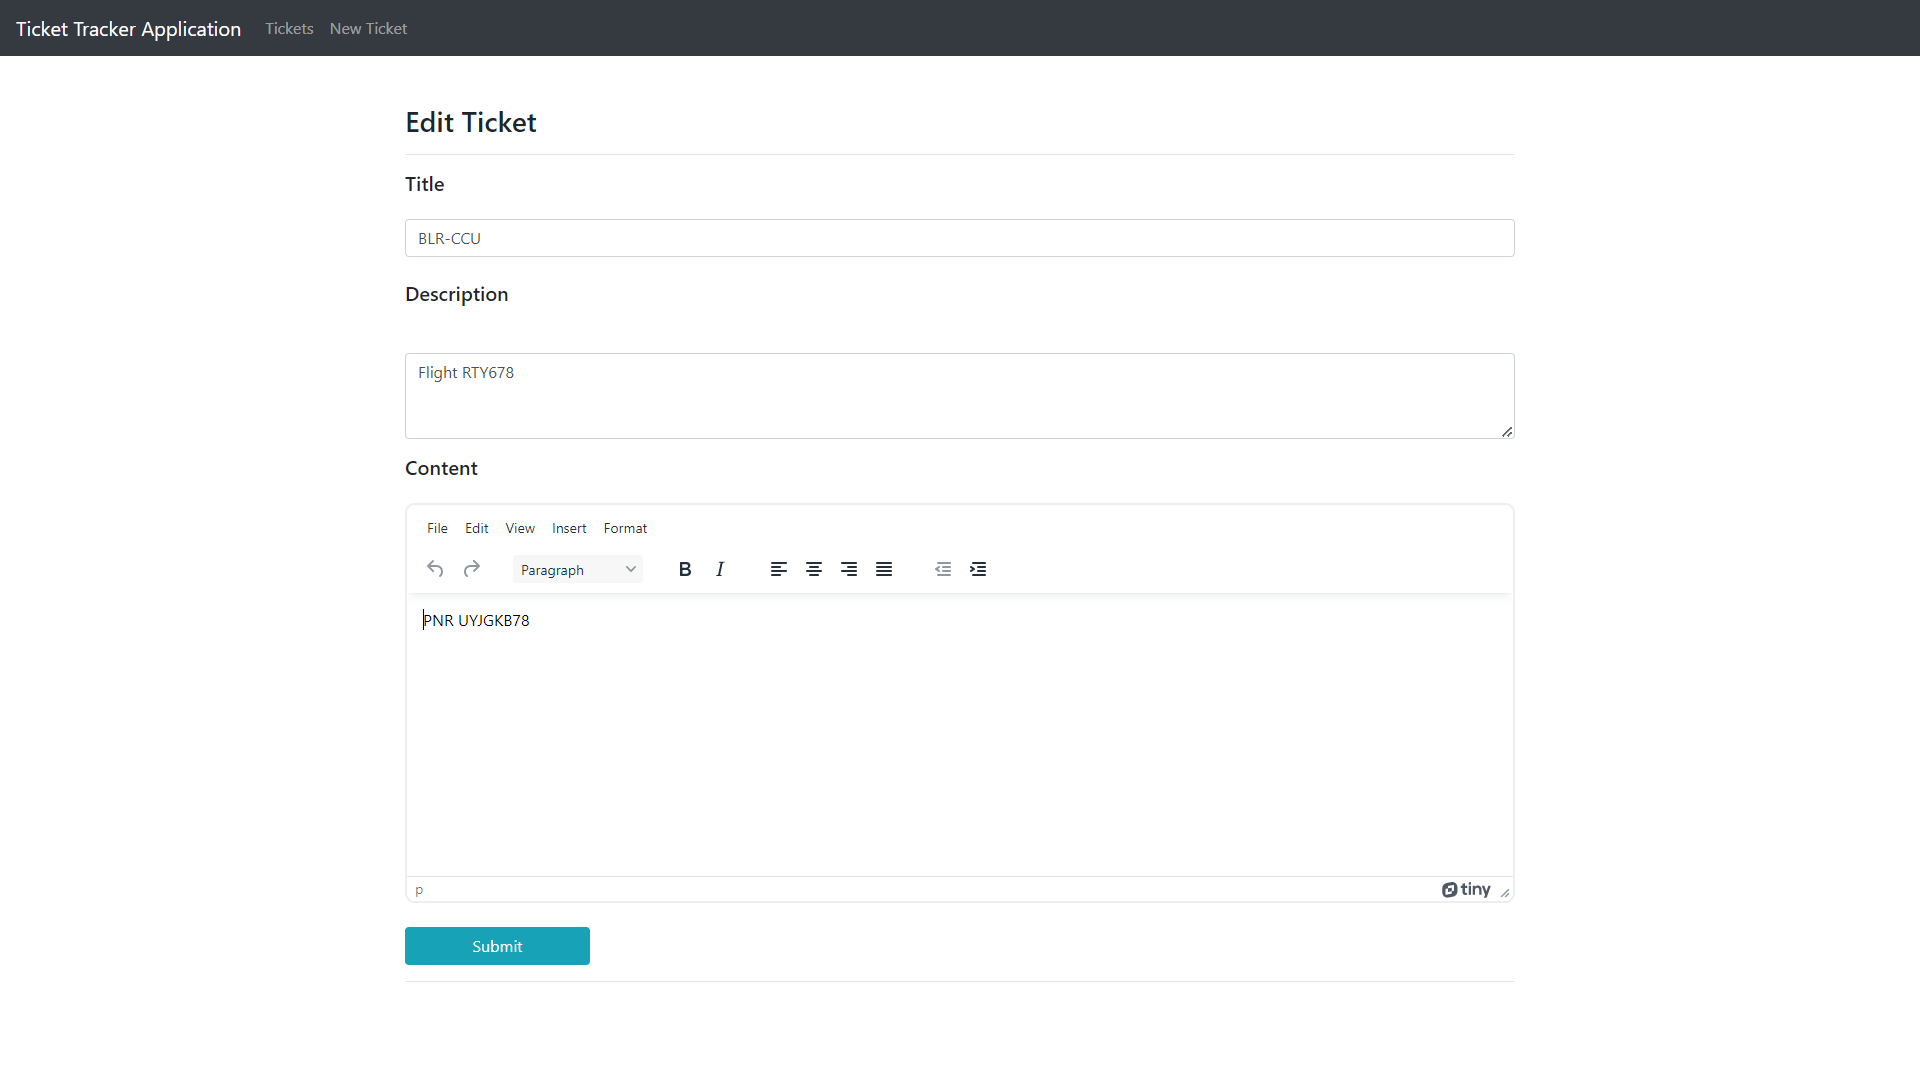 Ticket Tracker Application Tickets New Ticket
Edit Ticket
Title
BLR-CCU
Description
Flight RTY678
Content
File Edit View Insert Format
Paragraph B I
PNR UYJGKB78
p tiny
Submit